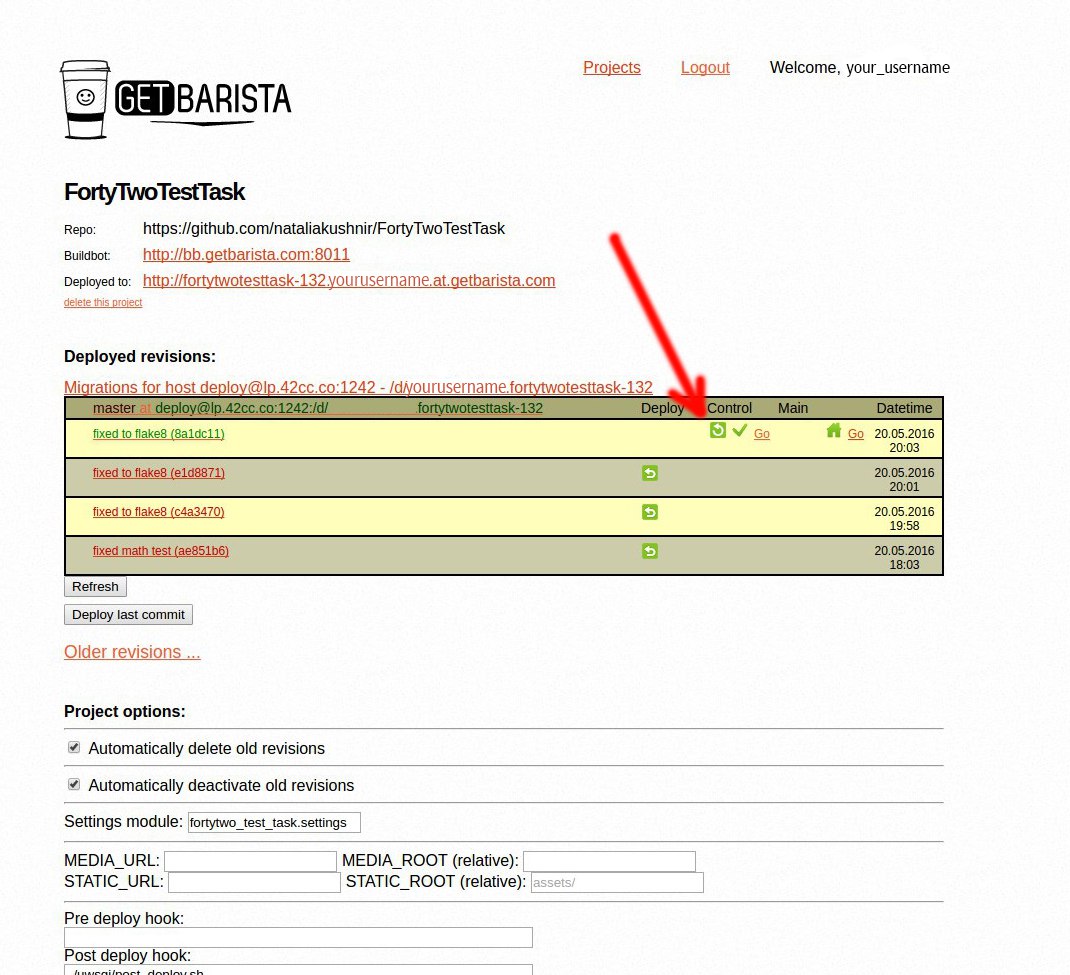 Projects Logout Welcome, your_username
GETBARISTA
FortyTwoTestTask
Repo: https://github.com/nataliakushnir/FortyTwoTestTask
Buildbot: http://bb.getbarista.com:8011
Deployed to: http://fortytwotesttask-132.yourusername.at.getbarista.com
delete this project
Deployed revisions:
Migrations for host deploy@lp.42cc.co:1242 - /d/yourusername.fortytwotesttask-132
master at deploy@lp.42cc.co:1242:/d/ .fortytwotesttask-132 Deploy Control Main Datetime
fixed to flake8 (8a1dc11) Go Go 20.05.2016
20:03
fixed to flake8 (e1d8871) 20.05.2016
20:01
fixed to flake8 (c4a3470) 20.05.2016
19:58
fixed math test (ae851b6) 20.05.2016
18:03
Refresh
Deploy last commit
Older revisions ...
Project options:
Automatically delete old revisions
Automatically deactivate old revisions
Settings module: fortytwo_test_task.settings
MEDIA_URL: MEDIA_ROOT (relative):
STATIC_URL: STATIC_ROOT (relative): assets/
Pre deploy hook:
Post deploy hook:
./uwsgi/post_deploy.sh